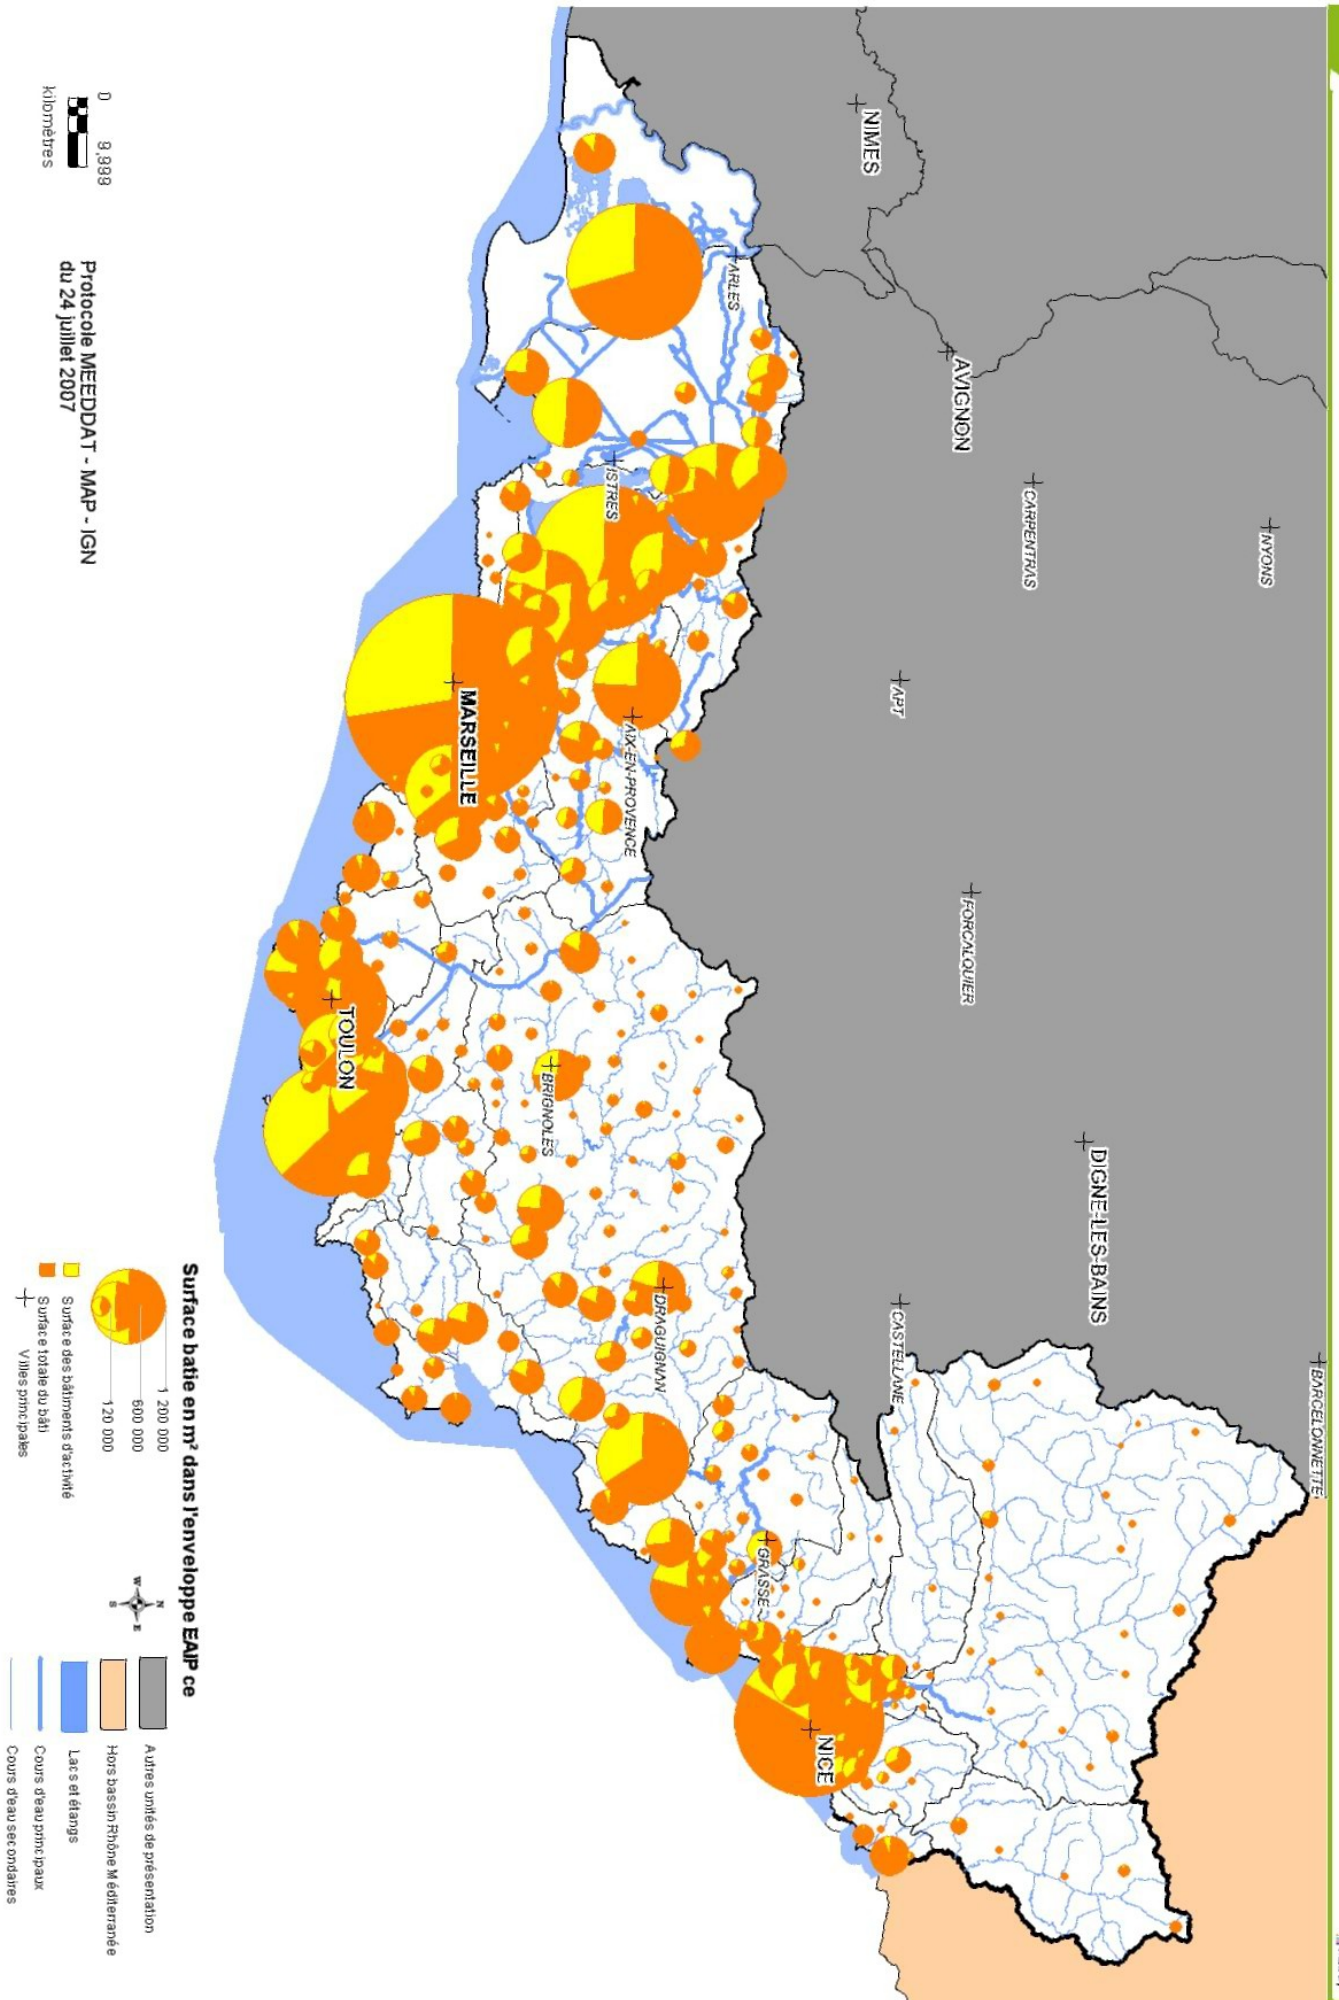 BARCELONNETTE
NYONS
DIGNE-LES-BAINS
CARPENTRAS
FORCALQUIER
AVIGNON
APT
CASTELLANE
NIMES
GRASSE
NICE
ARLES
DRAGUIGNAN
AIX-EN-PROVENCE
ISTRES
BRIGNOLES
MARSEILLE
TOULON
0 9,999
kilomètres
Protocole MEEDDAT - MAP - IGN
du 24 juillet 2007
Surface batie en m² dans l'enveloppe EAIP ce
1 200 000
600 000
120 000
Surface des bâtiments d'activité
Surface totale du bâti
Villes principales
N
W
E
S
Autres unités de présentation
Hors bassin Rhône Méditerranée
Lacs et étangs
Cours d'eau principaux
Cours d'eau secondaires